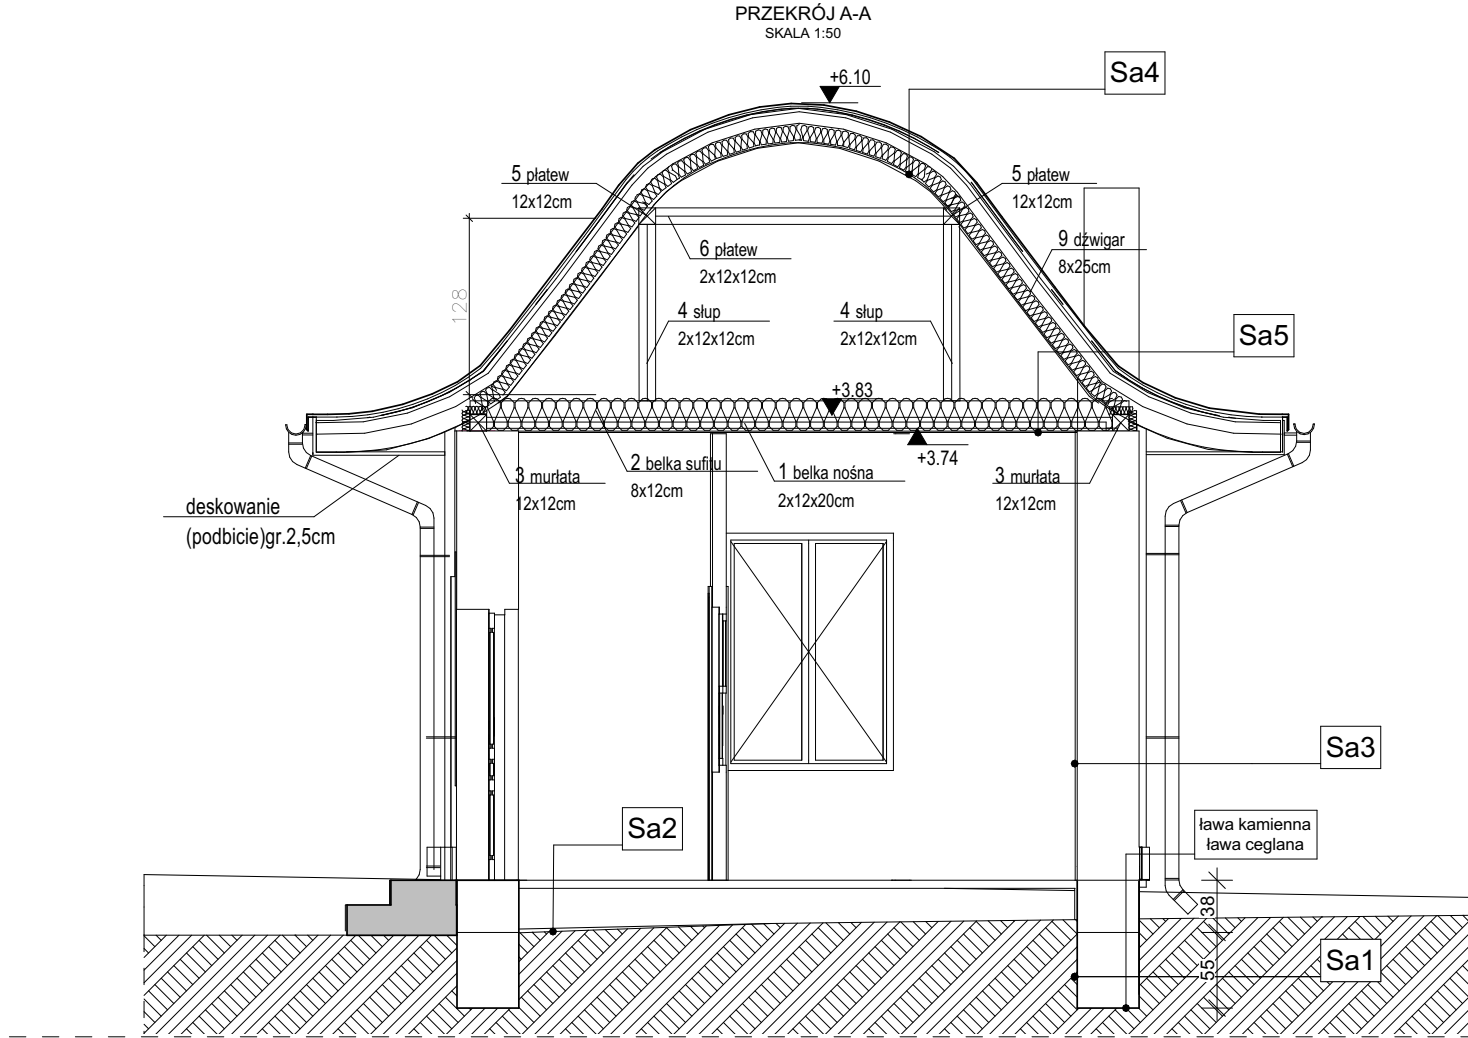 PRZEKRÓJ A-A
SKALA 1:50
+6.10
Sa4
5 płatew
12x12cm
5 płatew
12x12cm
6 płatew
2x12x12cm
9 dźwigar
8x25cm
128
4 słup
2x12x12cm
4 słup
2x12x12cm
Sa5
+3.83
+3.74
3 murłata
12x12cm
2 belka sufitu
8x12cm
1 belka nośna
2x12x20cm
3 murłata
12x12cm
deskowanie
(podbicie)gr.2,5cm
Sa3
Sa2
ława kamienna
ława ceglana
38
55
Sa1